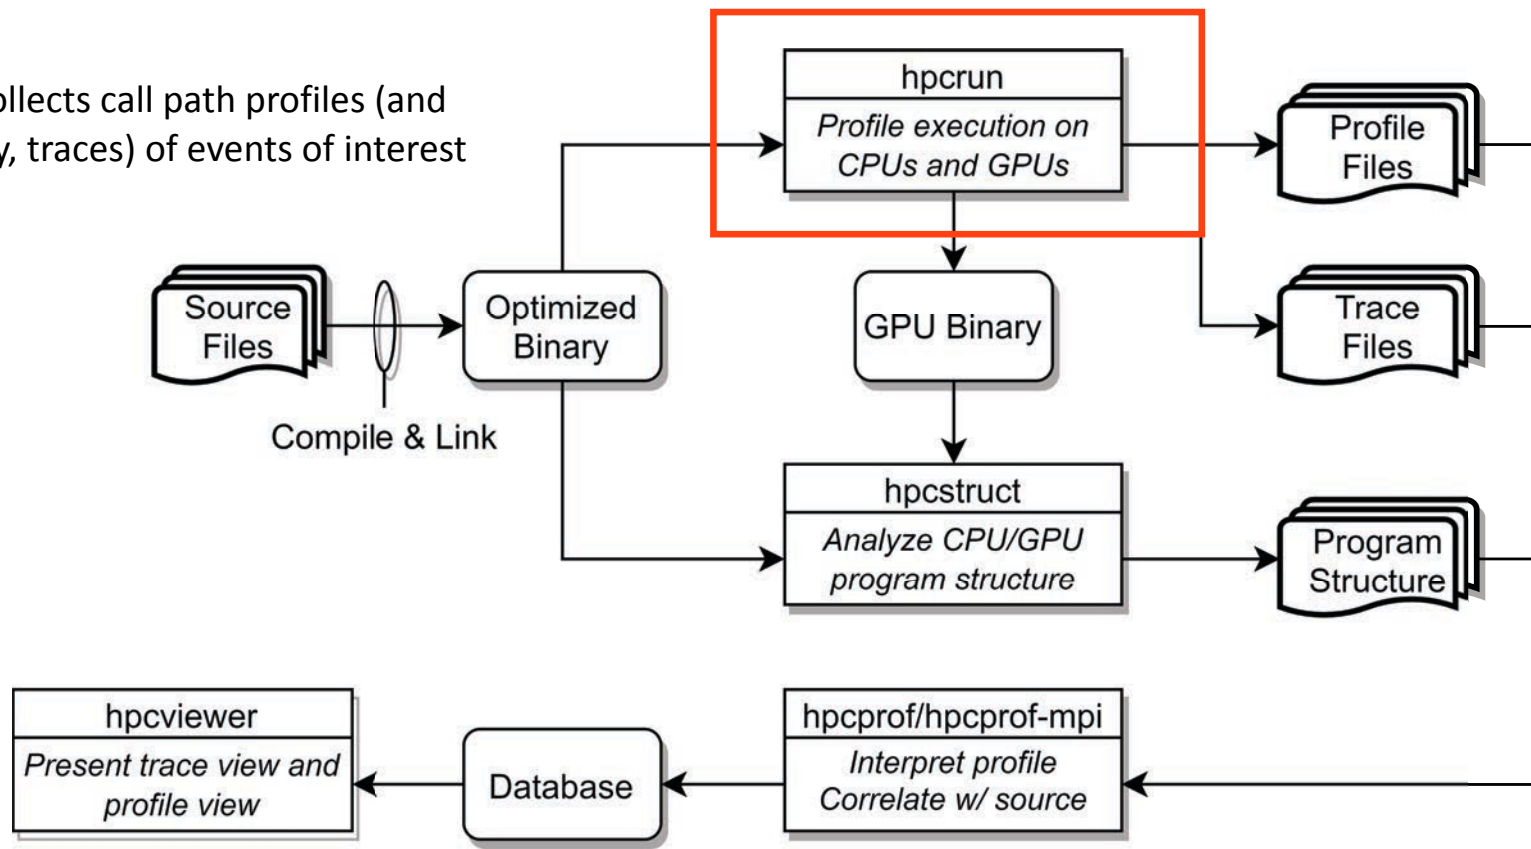 hpcrun
ollects call path profiles (and
y, traces) of events of interest
Profile execution on
CPUs and GPUs
Profile
Files
Source
Files
Optimized
Binary
GPU Binary
Trace
Files
Compile & Link
hpcstruct
Analyze CPU/GPU
program structure
Program
Structure
hpcviewer
Present trace view and
profile view
Database
hpcprof/hpcprof-mpi
Interpret profile
Correlate w/ source